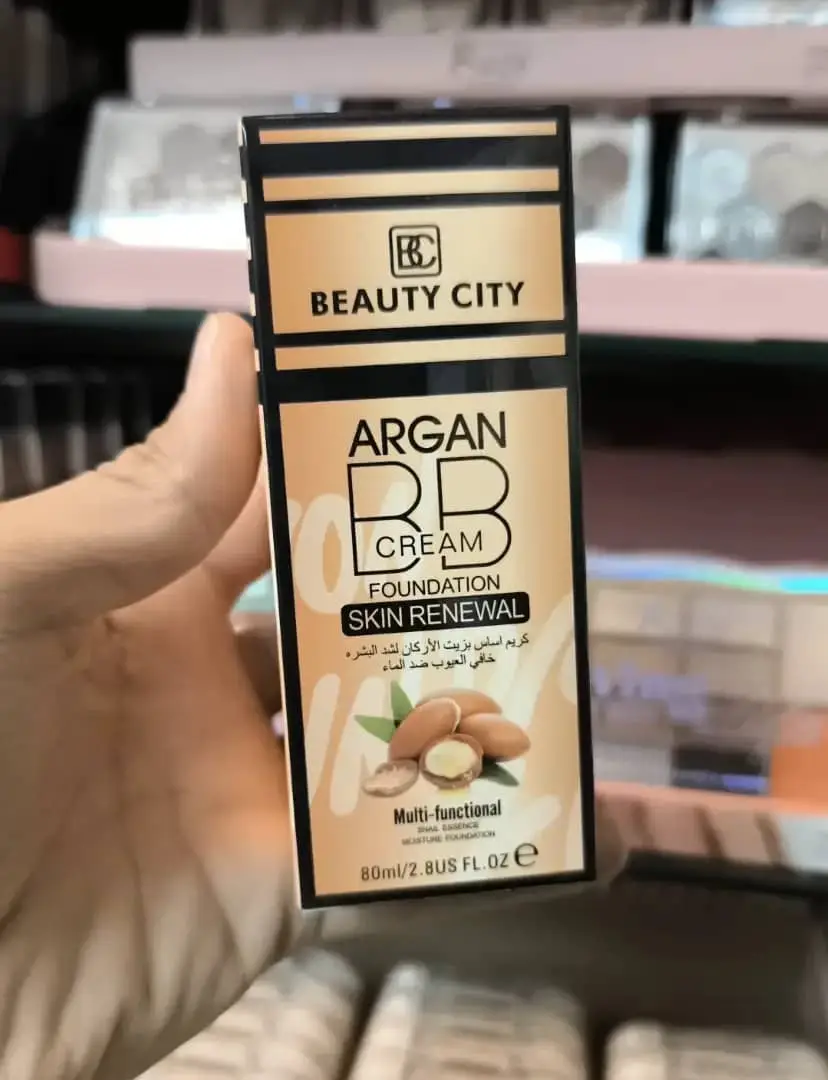 BC
BEAUTY CITY
ARGAN
BB
CREAM
FOUNDATION
SKIN RENEWAL
كريم اساس بزيت الأركان لشد البشره
خافي العيوب ضد الماء
Multi-functional
SNAIL ESSENCE
MOISTURE FOUNDATION
80ml/2.8US FL.OZ e